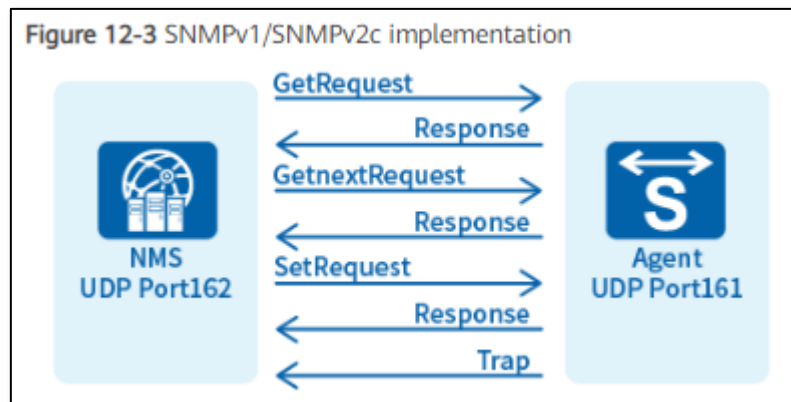 Figure 12-3 SNMPv1/SNMPv2c implementation
GetRequest
Response
GetnextRequest
Response
SetRequest
Response
Trap
NMS
UDP Port162
S
Agent
UDP Port161